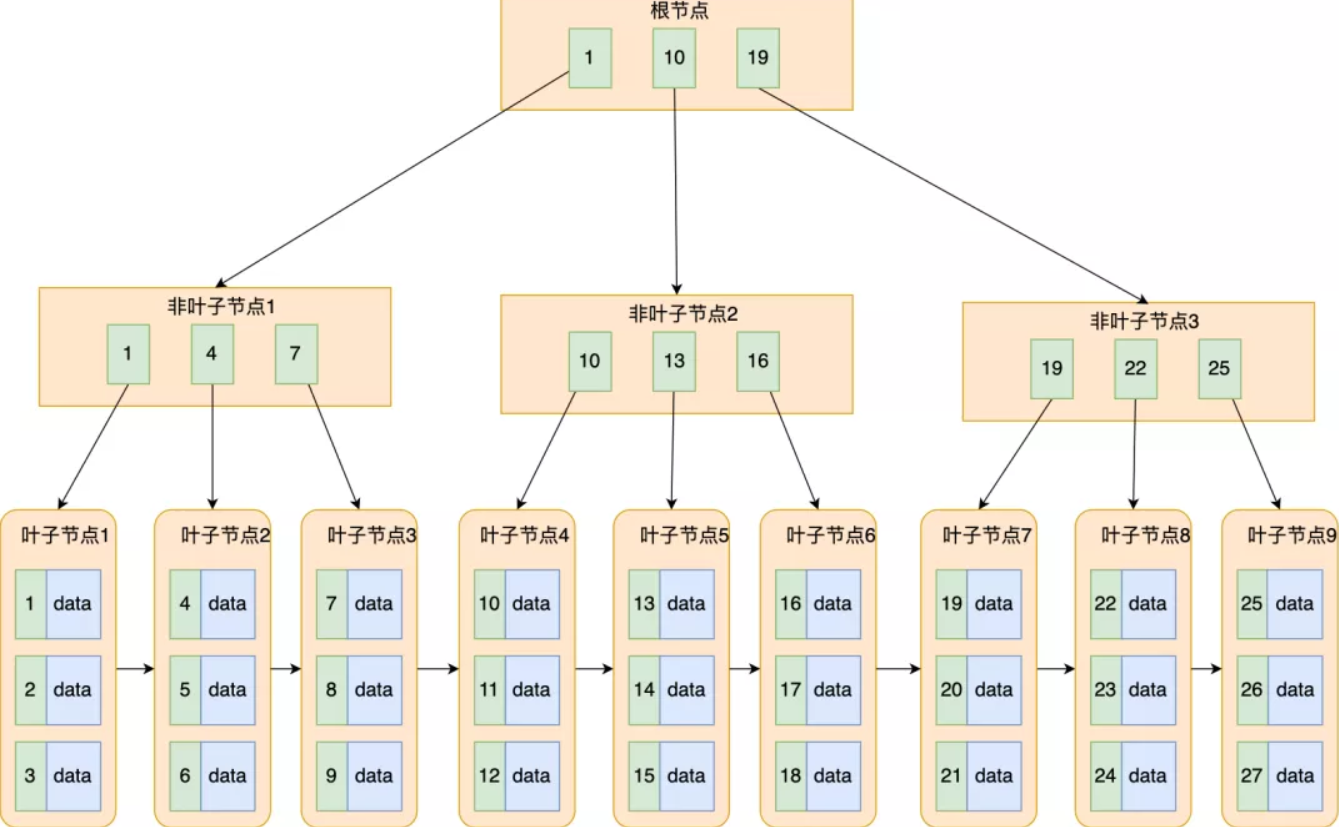 根节点
1 10 19
非叶子节点1
1 4 7
非叶子节点2
10 13 16
非叶子节点3
19 22 25
叶子节点1
1 data
2 data
3 data
叶子节点2
4 data
5 data
6 data
叶子节点3
7 data
8 data
9 data
叶子节点4
10 data
11 data
12 data
叶子节点5
13 data
14 data
15 data
叶子节点6
16 data
17 data
18 data
叶子节点7
19 data
20 data
21 data
叶子节点8
22 data
23 data
24 data
叶子节点9
25 data
26 data
27 data